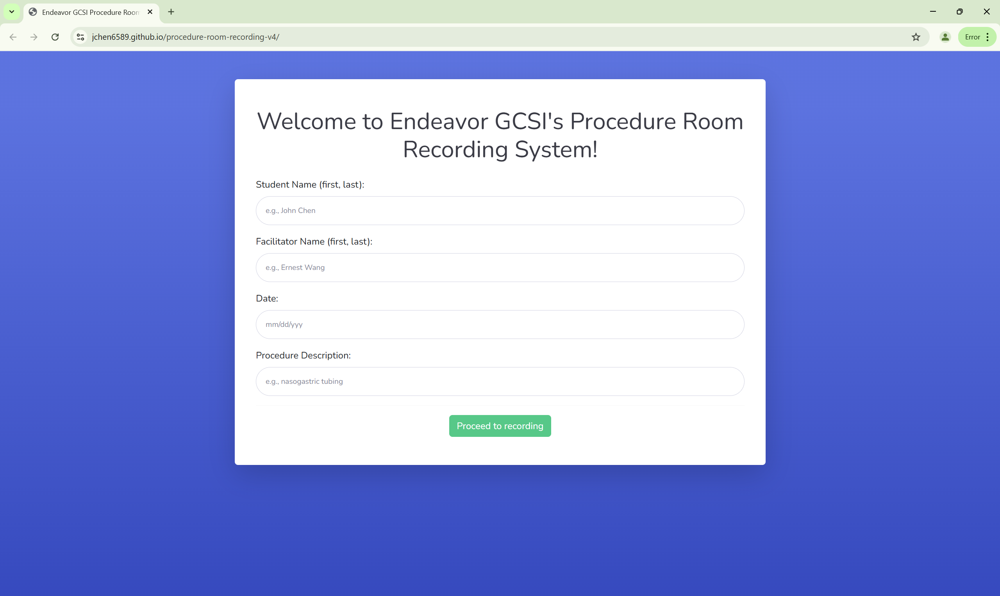 Endeavor GCSI Procedure Room
jchen6589.github.io/procedure-room-recording-v4/
Error
Welcome to Endeavor GCSI's Procedure Room
Recording System!
Student Name (first, last):
e.g., John Chen
Facilitator Name (first, last):
e.g., Ernest Wang
Date:
mm/dd/yyy
Procedure Description:
e.g., nasogastric tubing
Proceed to recording